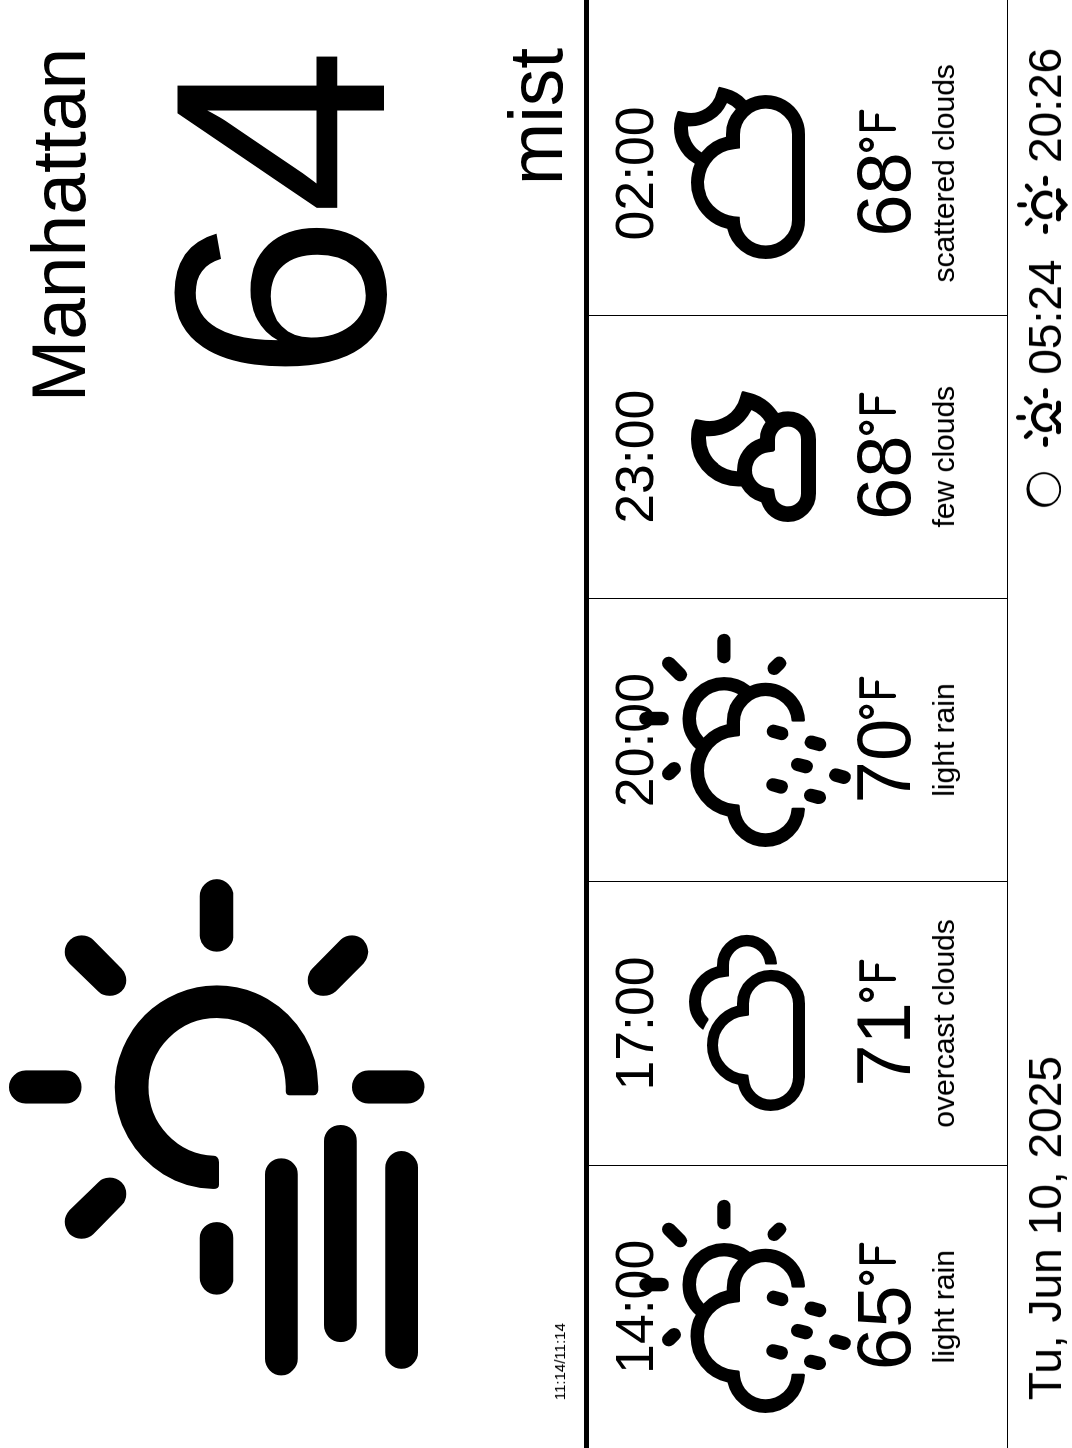 Manhattan
64
mist
11:14/11:14
14:00
65°F
light rain
17:00
71°F
overcast clouds
20:00
70°F
light rain
23:00
68°F
few clouds
02:00
68°F
scattered clouds
Tu, Jun 10, 2025
05:24
20:26